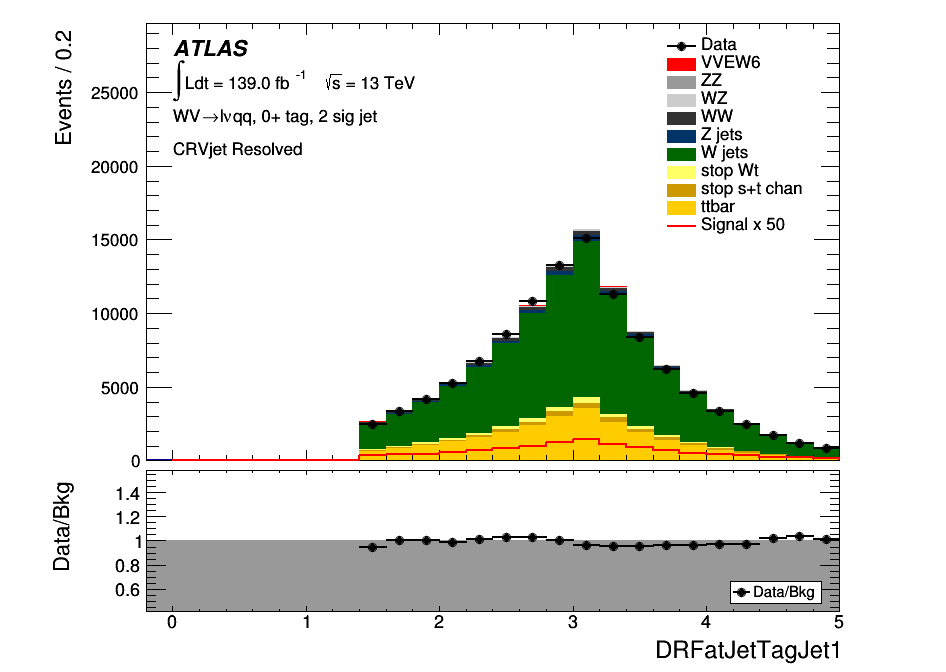 Events / 0.2
25000
20000
15000
10000
5000
0
ATLAS
∫Ldt = 139.0 fb⁻¹ √s = 13 TeV
WV→lνqq, 0+ tag, 2 sig jet
CRVjet Resolved
Data
VVEW6
ZZ
WZ
WW
Z jets
W jets
stop Wt
stop s+t chan
ttbar
Signal x 50
Data/Bkg
1.4
1.2
1
0.8
0.6
Data/Bkg
0 1 2 3 4 5
DRFatJetTagJet1